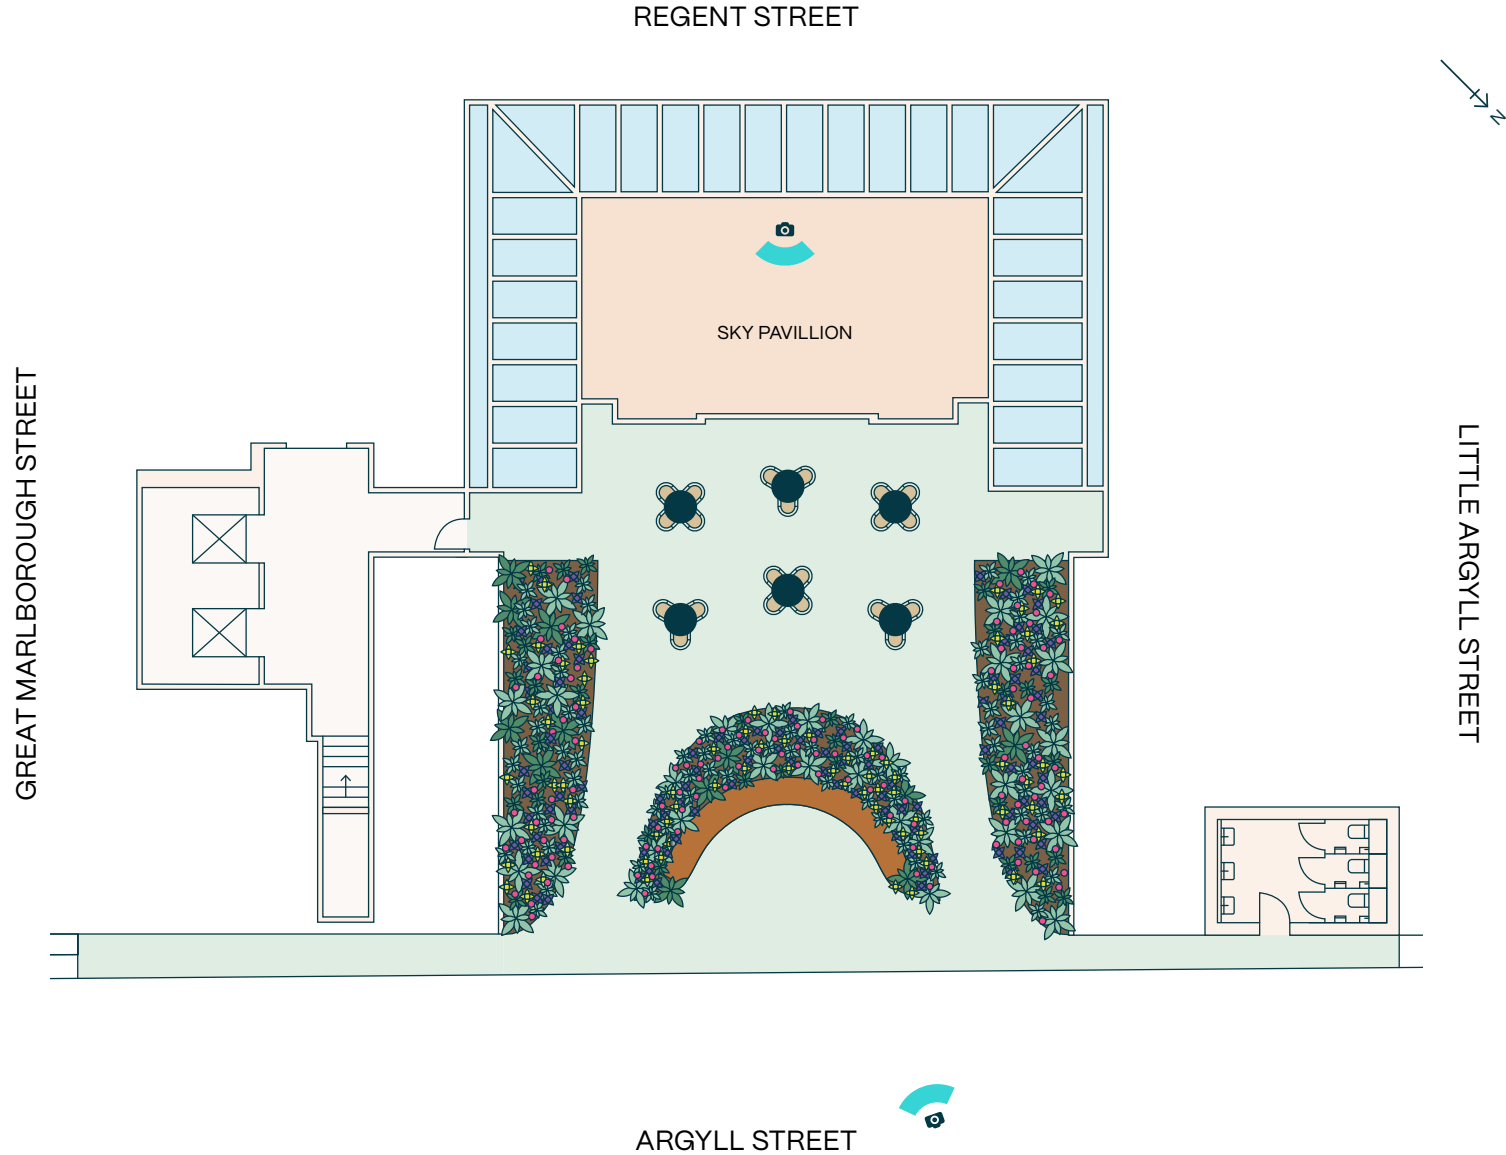 REGENT STREET
N
SKY PAVILLION
GREAT MARLBOROUGH STREET
LITTLE ARGYLL STREET
ARGYLL STREET